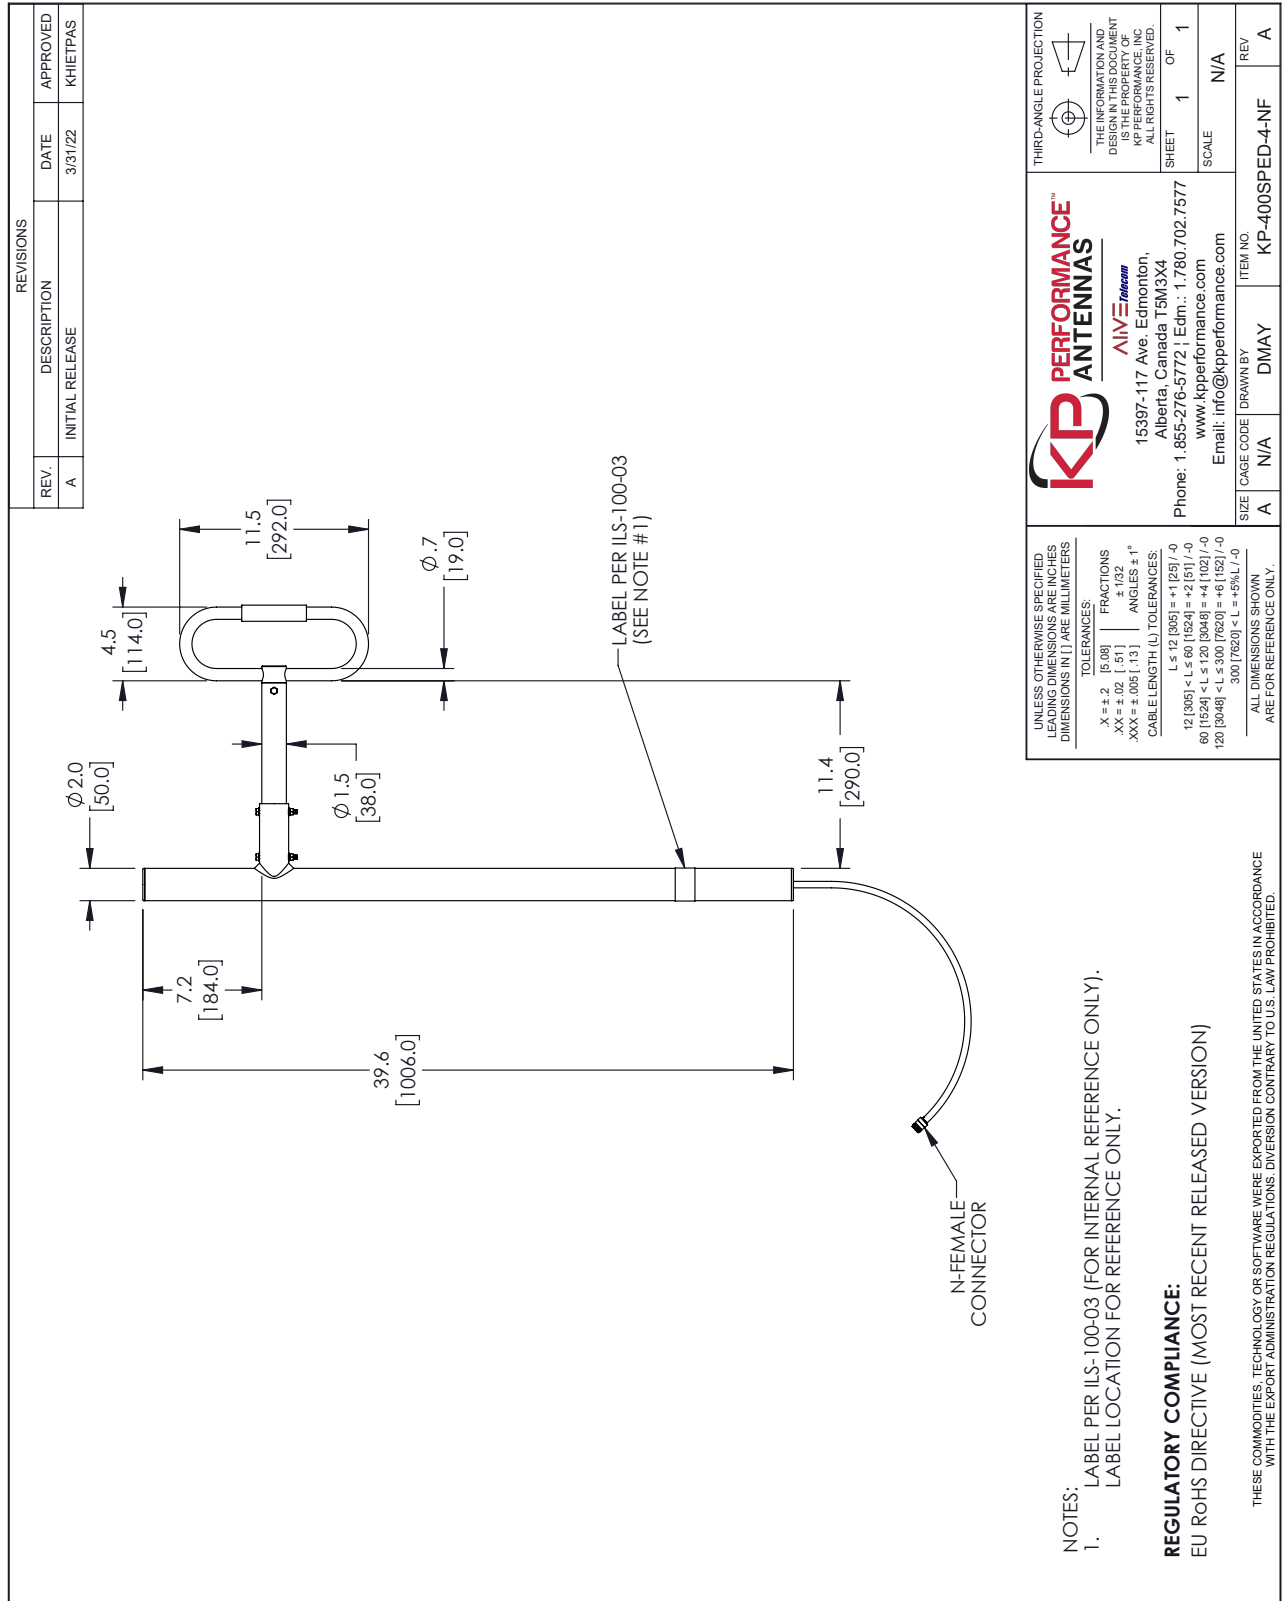 REVISIONS
REV. DESCRIPTION DATE APPROVED
A INITIAL RELEASE 3/31/22 KHIETPAS
11.5
[292.0]
4.5
[114.0]
Ø.7
[19.0]
Ø2.0
[50.0]
Ø1.5
[38.0]
LABEL PER ILS-100-03
(SEE NOTE #1)
11.4
[290.0]
7.2
[184.0]
39.6
[1006.0]
N-FEMALE
CONNECTOR
NOTES:
1. LABEL PER ILS-100-03 (FOR INTERNAL REFERENCE ONLY).
LABEL LOCATION FOR REFERENCE ONLY.
REGULATORY COMPLIANCE:
EU RoHS DIRECTIVE (MOST RECENT RELEASED VERSION)
THESE COMMODITIES, TECHNOLOGY OR SOFTWARE WERE EXPORTED FROM THE UNITED STATES IN ACCORDANCE
WITH THE EXPORT ADMINISTRATION REGULATIONS. DIVERSION CONTRARY TO U.S. LAW PROHIBITED.
UNLESS OTHERWISE SPECIFIED
LEADING DIMENSIONS ARE INCHES
DIMENSIONS IN [ ] ARE MILLIMETERS
TOLERANCES:
.X = ± .2 [5.08] FRACTIONS
.XX = ± .02 [.51] ± 1/32
.XXX = ± .005 [.13] ANGLES ± 1°
CABLE LENGTH (L) TOLERANCES:
L ≤ 12 [305] = +1 [25] / -0
12 [305] < L ≤ 60 [1524] = +2 [51] / -0
60 [1524] < L ≤ 120 [3048] = +4 [102] / -0
120 [3048] < L ≤ 300 [7620] = +6 [152] / -0
300 [7620] < L = +5%L / -0
ALL DIMENSIONS SHOWN
ARE FOR REFERENCE ONLY.
KP PERFORMANCE™
ANTENNAS
ALIVE Telecom
15397-117 Ave. Edmonton,
Alberta, Canada T5M3X4
Phone: 1.855-276-5772 | Edm.: 1.780.702.7577
www.kpperformance.com
Email: info@kpperformance.com
THIRD-ANGLE PROJECTION
THE INFORMATION AND
DESIGN IN THIS DOCUMENT
IS THE PROPERTY OF
KP PERFORMANCE, INC
ALL RIGHTS RESERVED.
SHEET 1 OF 1
SCALE N/A
SIZE CAGE CODE DRAWN BY ITEM NO. REV
A N/A DMAY KP-400SPED-4-NF A